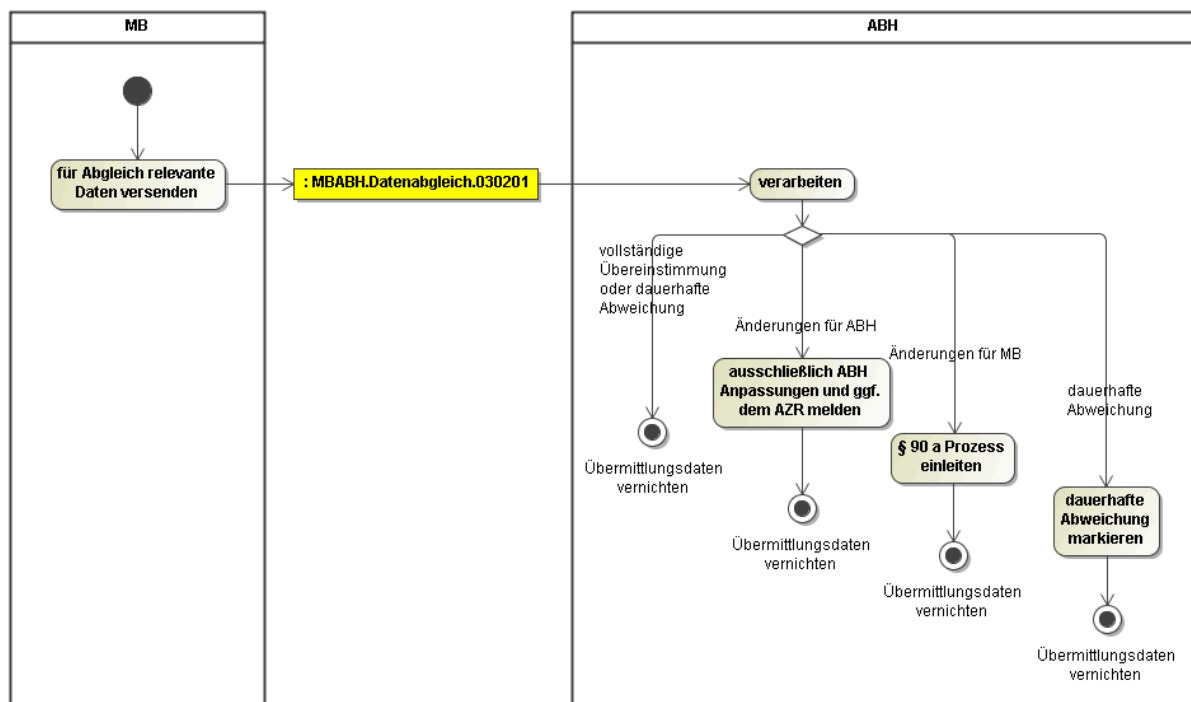 MB
ABH
für Abgleich relevante
Daten versenden
: MBABH.Datenabgleich.030201
verarbeiten
vollständige
Übereinstimmung
oder dauerhafte
Abweichung
Änderungen für ABH
Änderungen für MB
dauerhafte
Abweichung
ausschließlich ABH
Anpassungen und ggf.
dem AZR melden
§ 90 a Prozess
einleiten
dauerhafte
Abweichung
markieren
Übermittlungsdaten
vernichten
Übermittlungsdaten
vernichten
Übermittlungsdaten
vernichten
Übermittlungsdaten
vernichten